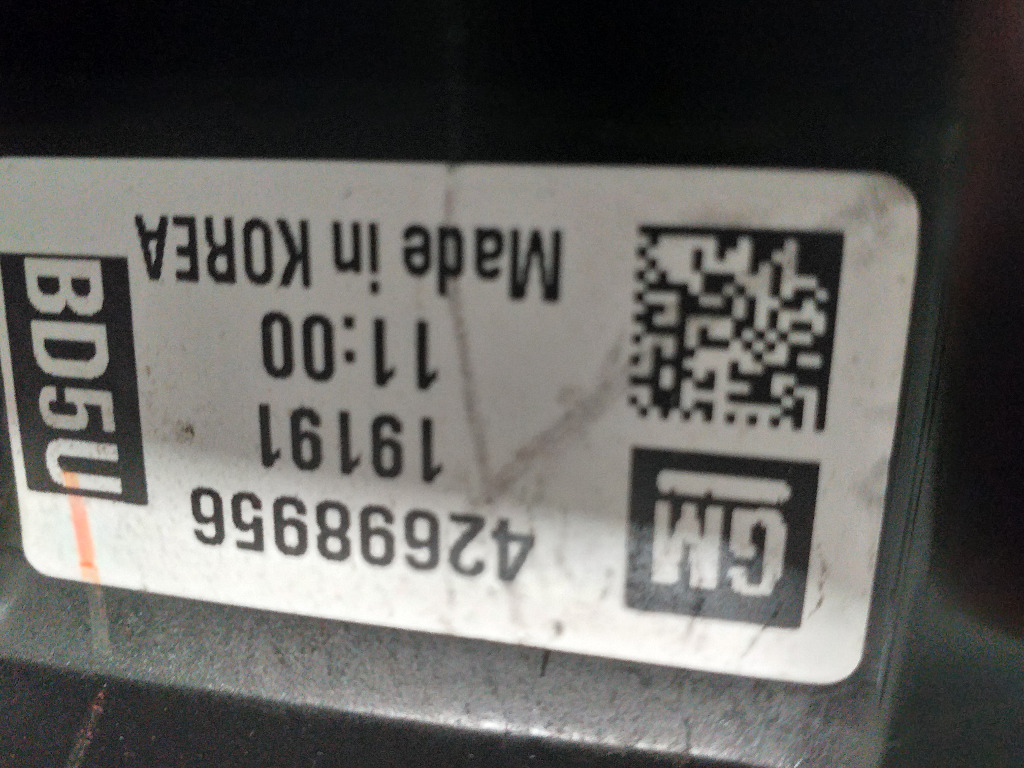 GM
42698956
19191
11:00
Made in KOREA
BD5U